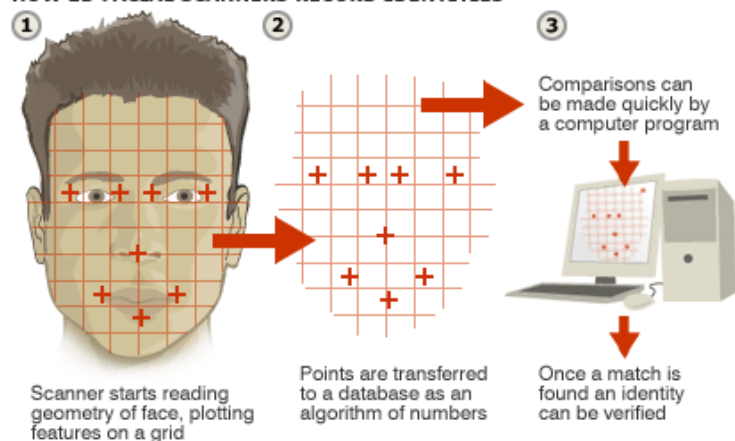 1
2
3
Scanner starts reading
geometry of face, plotting
features on a grid
Points are transferred
to a database as an
algorithm of numbers
Comparisons can
be made quickly by
a computer program
Once a match is
found an identity
can be verified